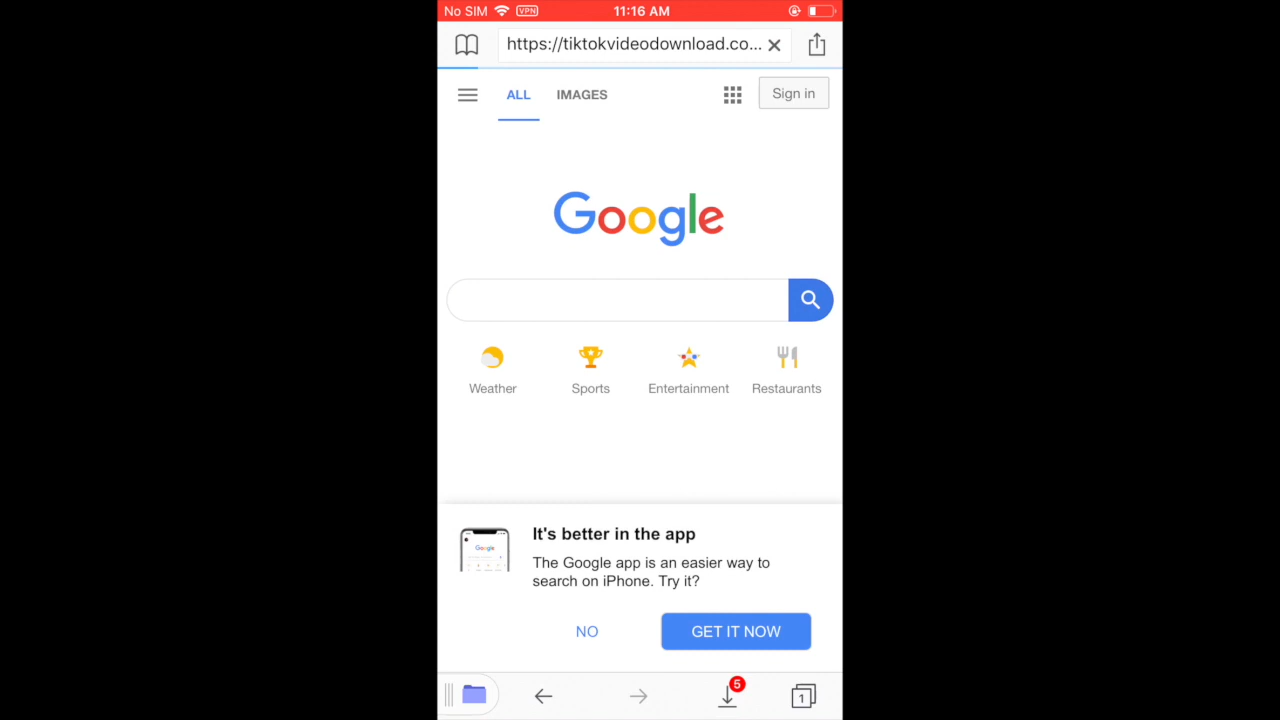 No SIM VPN 11:16 AM
https://tiktokvideodownload.co...
ALL IMAGES Sign in
Google
Weather Sports Entertainment Restaurants
It's better in the app
Google
The Google app is an easier way to
search on iPhone. Try it?
NO GET IT NOW
5
1